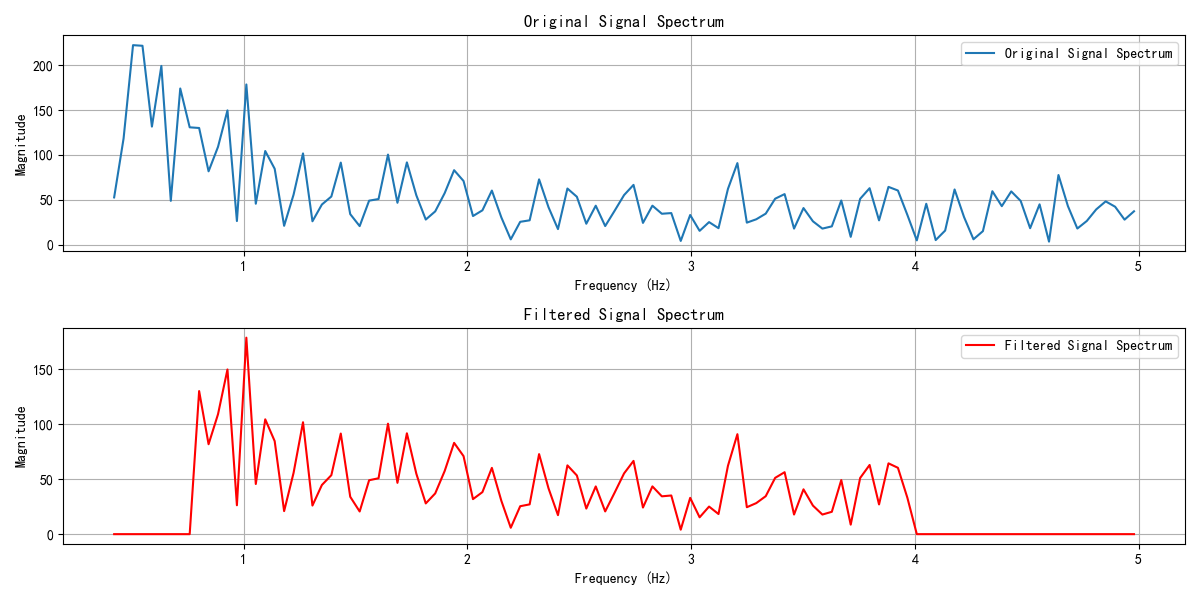 Original Signal Spectrum
Original Signal Spectrum
Magnitude
200
150
100
50
0
1
2
3
4
5
Frequency (Hz)
Filtered Signal Spectrum
Filtered Signal Spectrum
Magnitude
150
100
50
0
1
2
3
4
5
Frequency (Hz)